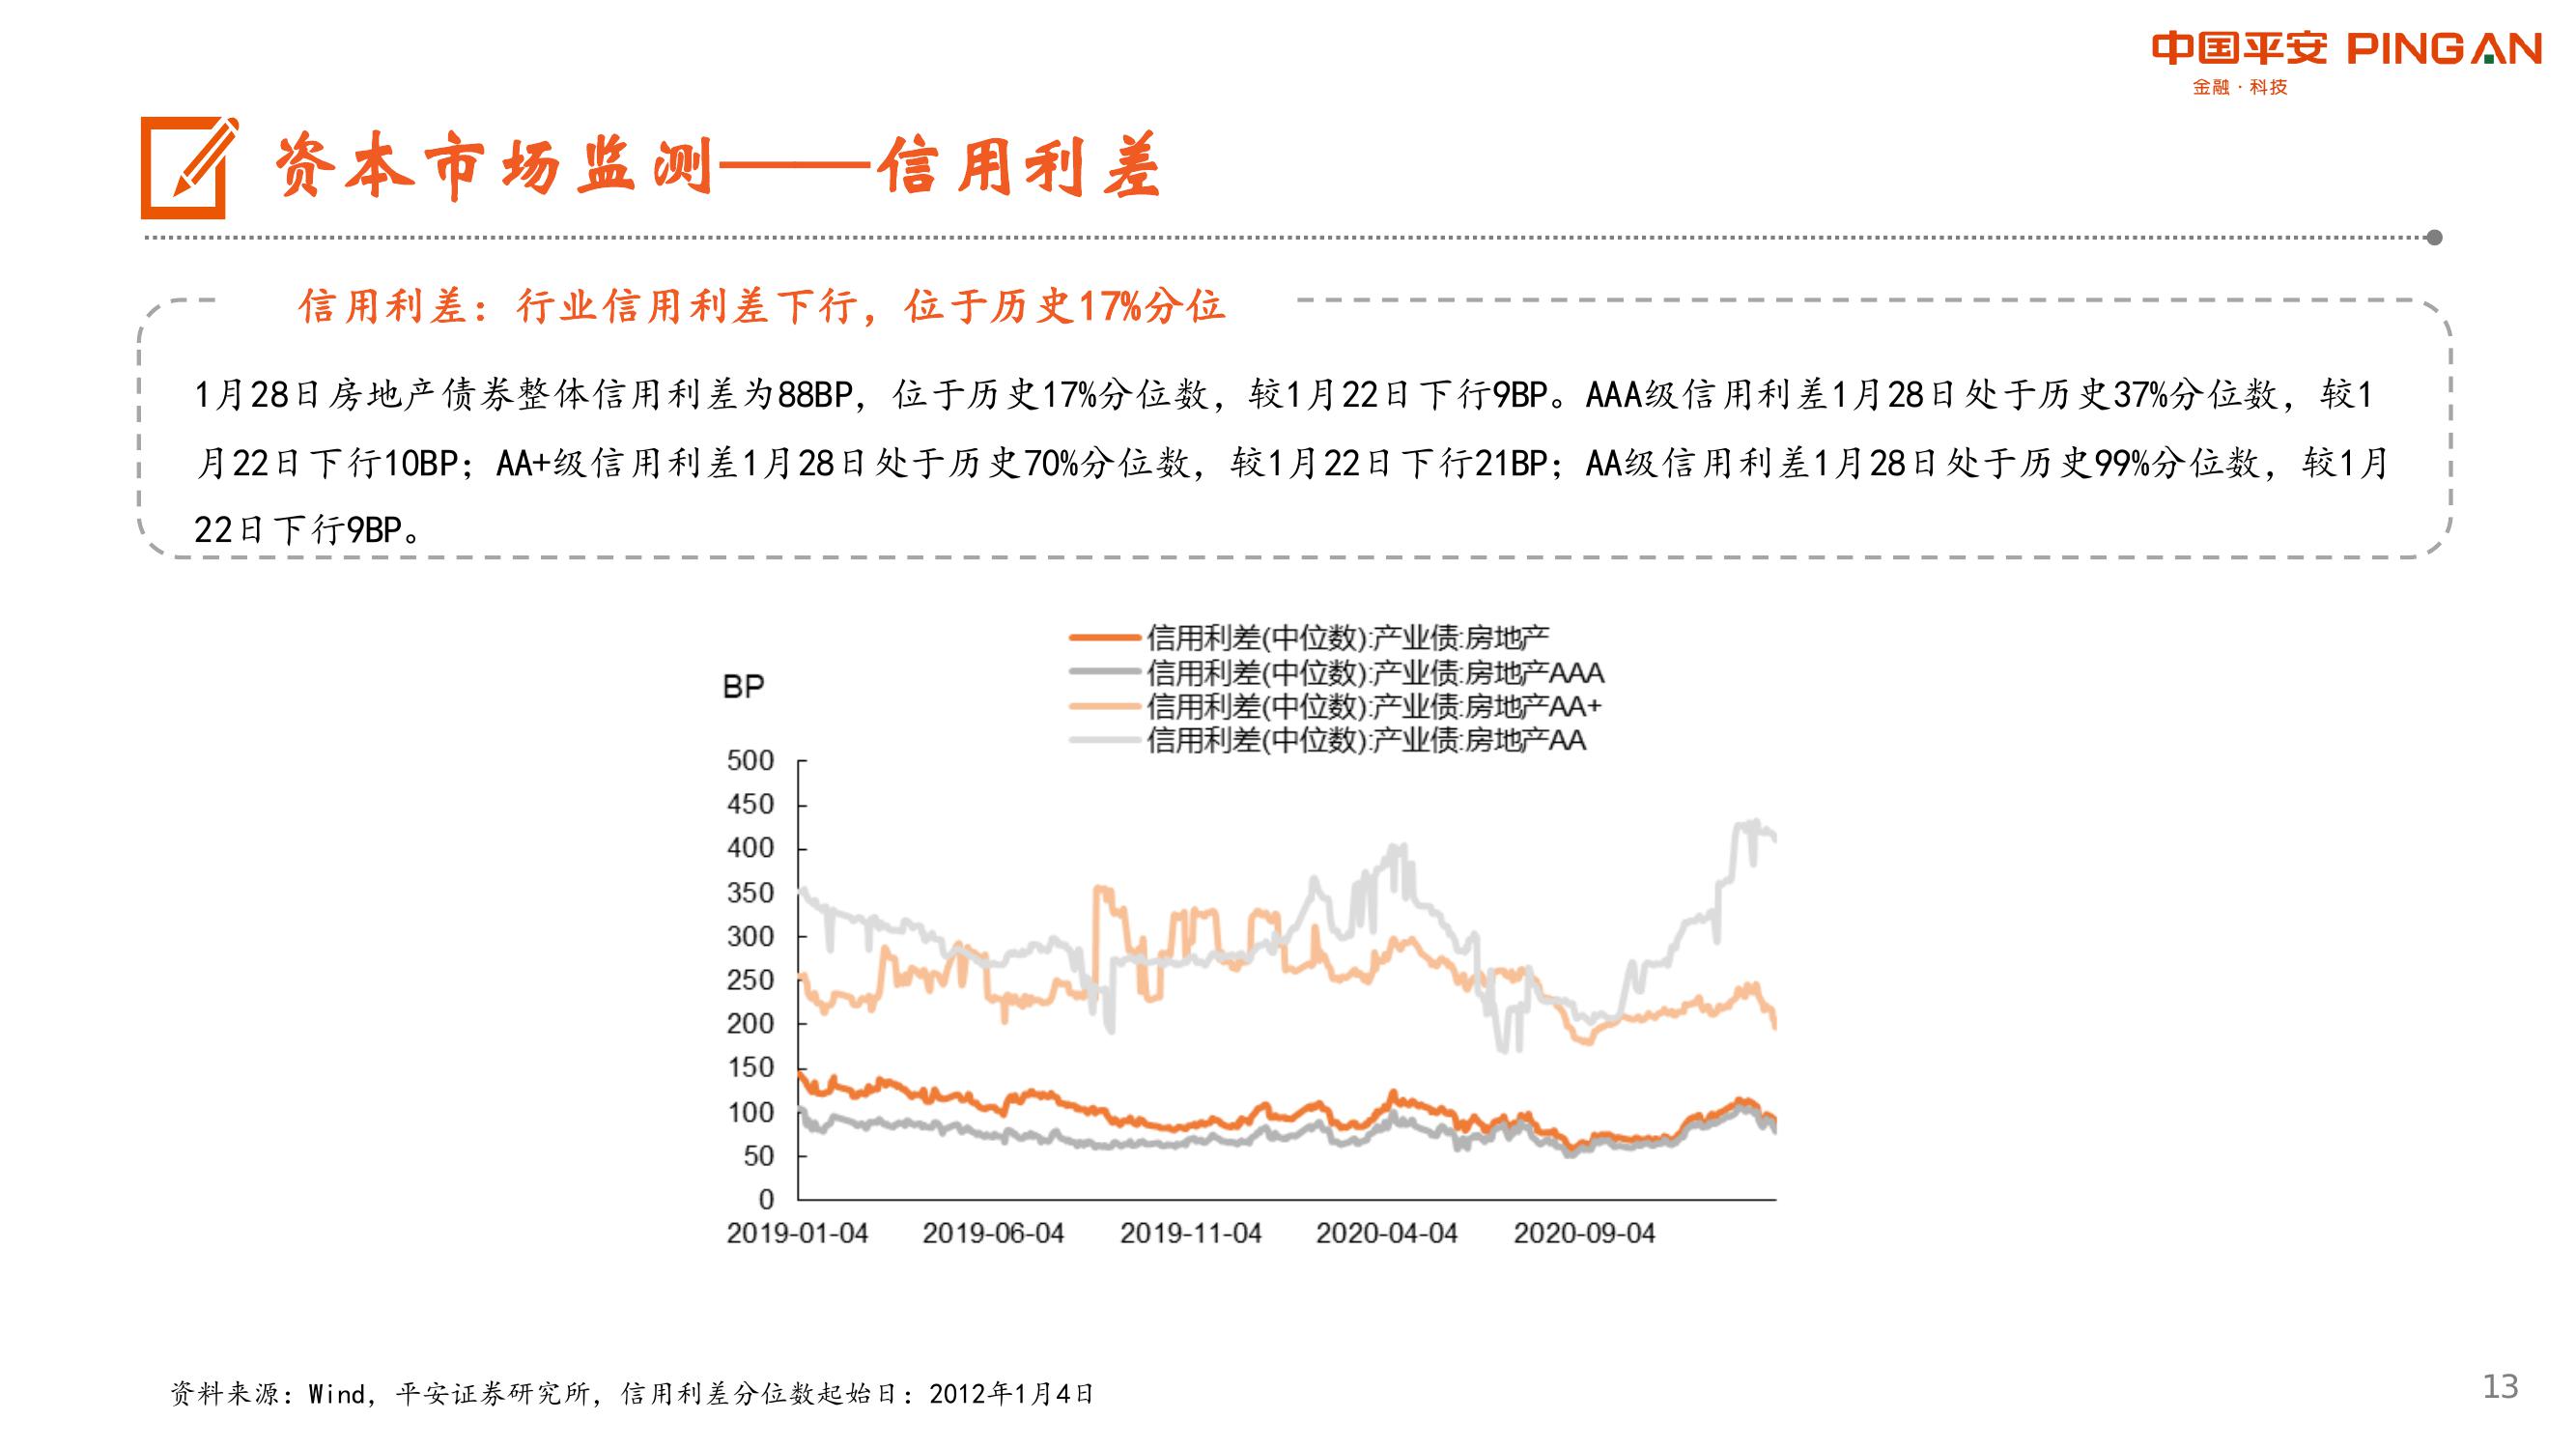 中国平安 PINGAN
金融·科技
资本市场监测——信用利差
信用利差：行业信用利差下行，位于历史17%分位
1月28日房地产债券整体信用利差为88BP，位于历史17%分位数，较1月22日下行9BP。AAA级信用利差1月28日处于历史37%分位数，较1
月22日下行10BP；AA+级信用利差1月28日处于历史70%分位数，较1月22日下行21BP；AA级信用利差1月28日处于历史99%分位数，较1月
22日下行9BP。
信用利差(中位数):产业债:房地产
信用利差(中位数):产业债:房地产AAA
信用利差(中位数):产业债:房地产AA+
信用利差(中位数):产业债:房地产AA
BP
500
450
400
350
300
250
200
150
100
50
0
2019-01-04 2019-06-04 2019-11-04 2020-04-04 2020-09-04
资料来源：Wind，平安证券研究所，信用利差分位数起始日：2012年1月4日
13